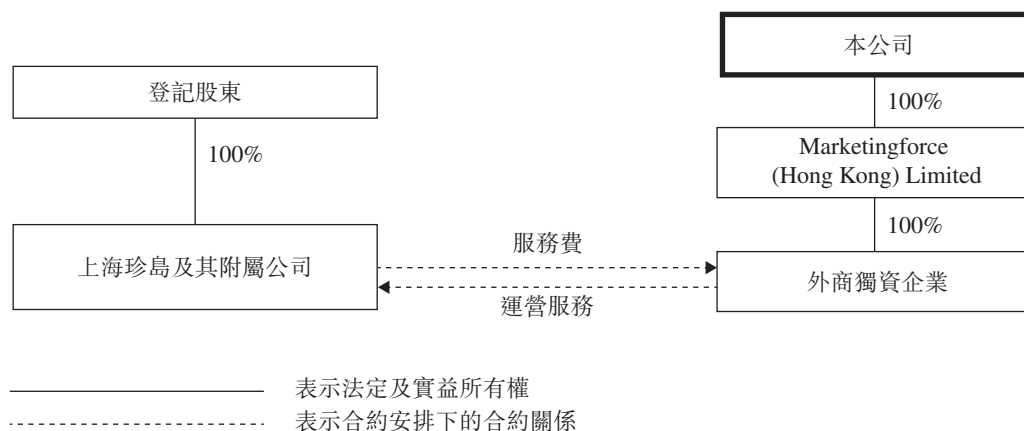 本公司
100%
登記股東
100%
Marketingforce
(Hong Kong) Limited
100%
上海珍島及其附屬公司
服務費
運營服務
外商獨資企業
表示法定及實益所有權
表示合約安排下的合約關係